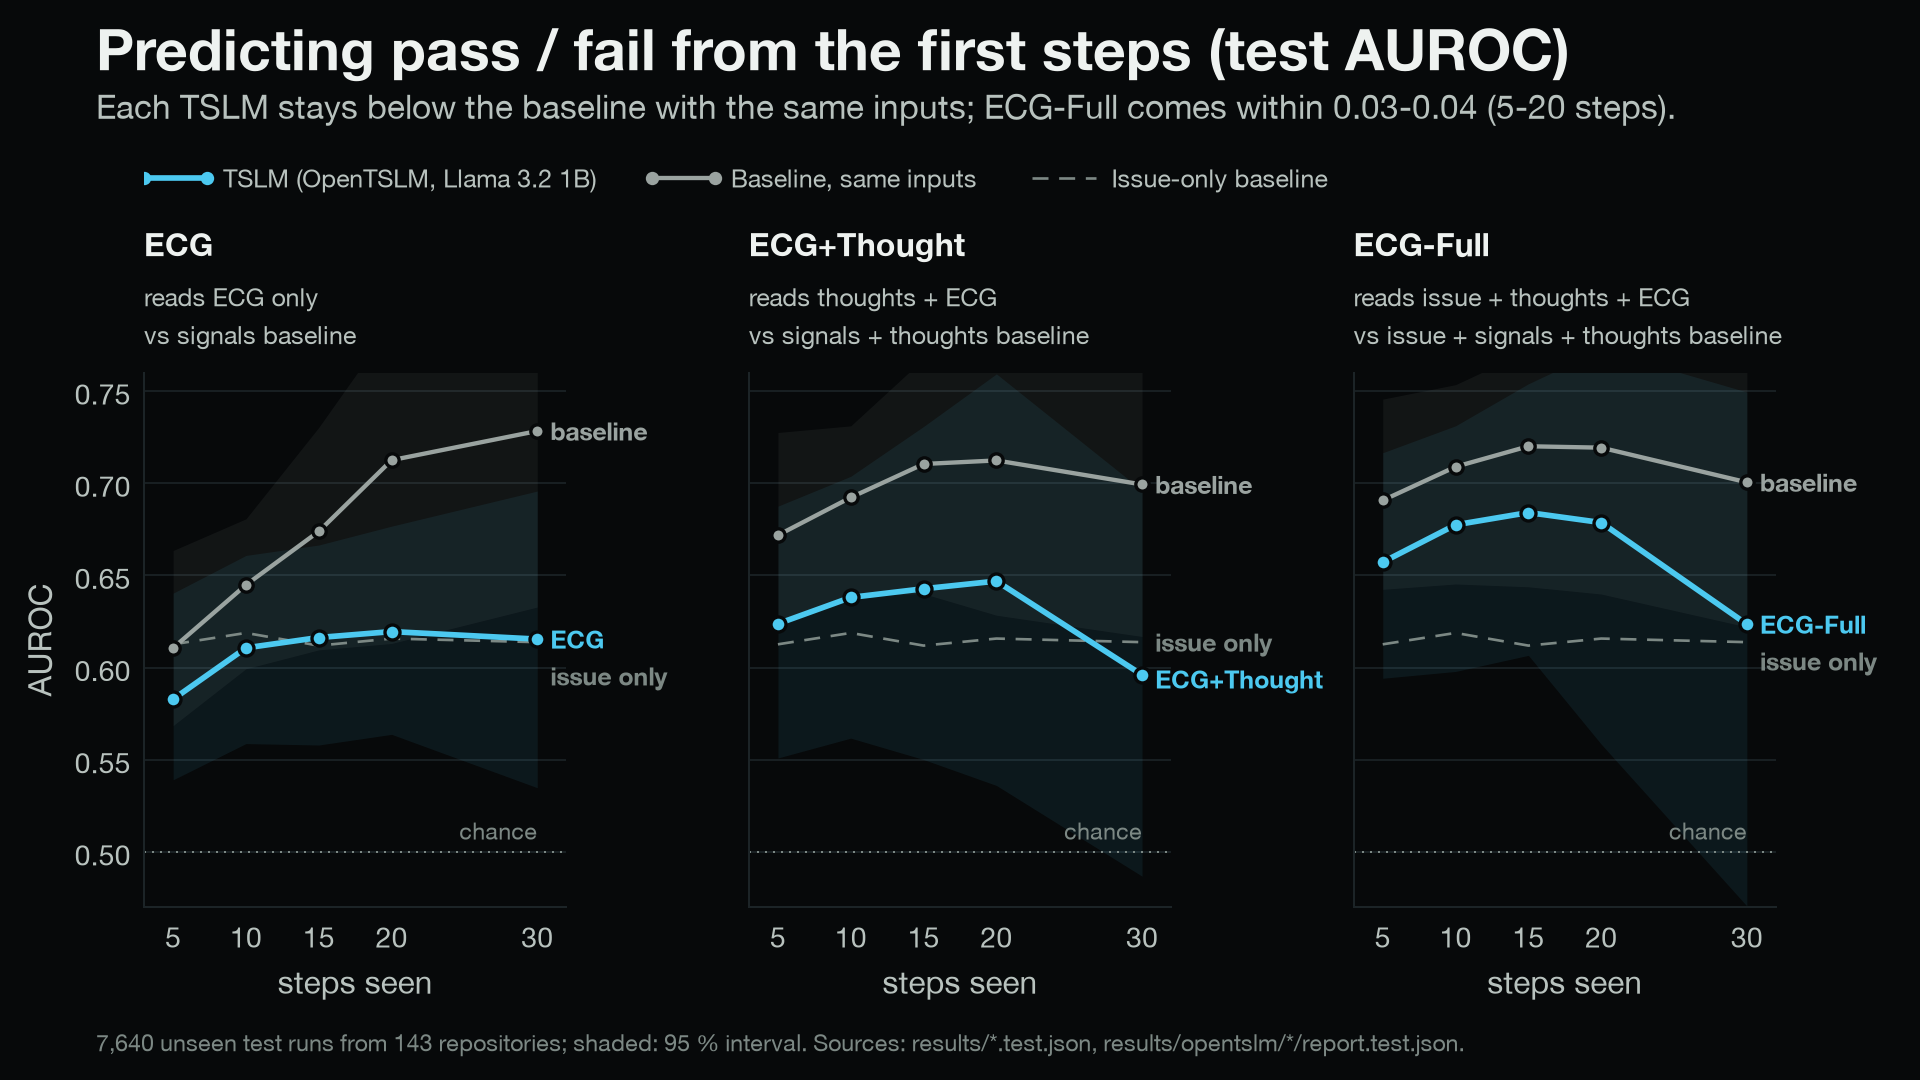 Predicting pass / fail from the first steps (test AUROC)
Each TSLM stays below the baseline with the same inputs; ECG-Full comes within 0.03-0.04 (5-20 steps).
TSLM (OpenTSLM, Llama 3.2 1B)
Baseline, same inputs
Issue-only baseline
ECG
reads ECG only
vs signals baseline
ECG+Thought
reads thoughts + ECG
vs signals + thoughts baseline
ECG-Full
reads issue + thoughts + ECG
vs issue + signals + thoughts baseline
AUROC
0.75
0.70
0.65
0.60
0.55
0.50
baseline
ECG
issue only
chance
5 10 15 20 30
steps seen
baseline
issue only
ECG+Thought
chance
5 10 15 20 30
steps seen
baseline
ECG-Full
issue only
chance
5 10 15 20 30
steps seen
7,640 unseen test runs from 143 repositories; shaded: 95 % interval. Sources: results/*.test.json, results/opentslm/*/report.test.json.